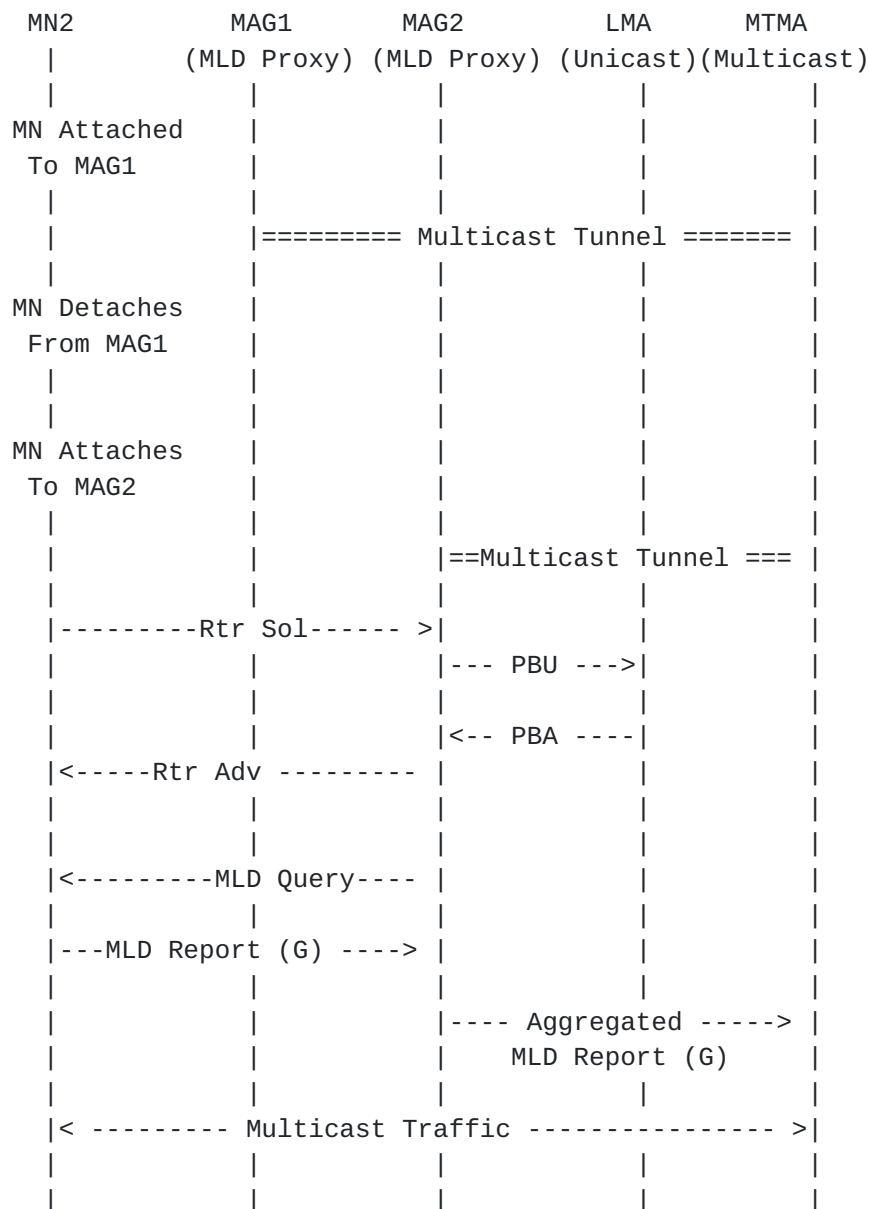 MN2 MAG1 MAG2 LMA MTMA
| (MLD Proxy) (MLD Proxy) (Unicast)(Multicast)
| | | | |
MN Attached | | | |
To MAG1 | | | |
| | | | |
| |========= Multicast Tunnel ======= |
| | | | |
MN Detaches | | | |
From MAG1 | | | |
| | | | |
| | | | |
MN Attaches | | | |
To MAG2 | | | |
| | | | |
| | |==Multicast Tunnel === |
| | | | |
|---------Rtr Sol------ >| | |
| | |--- PBU --->| |
| | | | |
| | |<-- PBA ----| |
|<-----Rtr Adv --------- | | |
| | | | |
| | | | |
|<---------MLD Query---- | | |
| | | | |
|---MLD Report (G) ----> | | |
| | | | |
| | |---- Aggregated -----> |
| | | MLD Report (G) |
| | | | |
|< --------- Multicast Traffic ---------------- >|
| | | | |
| | | | |